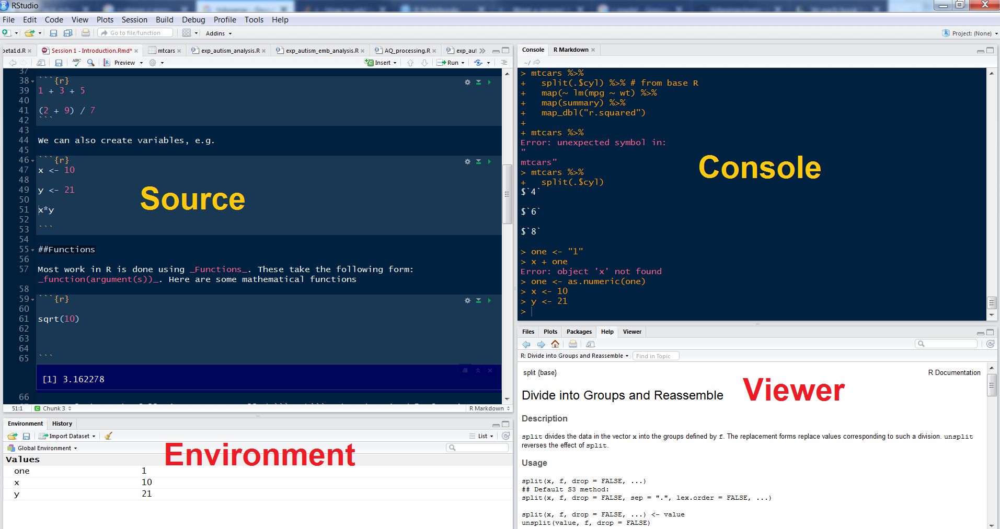 RStudio
File Edit Code View Plots Session Build Debug Profile Tools Help
Go to file/function Addins Project: (None)
beta1d.R Session 1 - Introduction.Rmd* mtcars exp_autism_analysis.R exp_autism_emb_analysis.R AQ_processing.R exp_aut
ABC Preview Insert Run
37
38 ```{r}
39 1 + 3 + 5
40
41 (2 + 9) / 7
42 ```
43
44 We can also create variables, e.g.
45
46 ```{r}
47 x <- 10
48
49 y <- 21
50
51 x*y
52
53 ```
54
55 ##Functions
56
57 Most work in R is done using _Functions_. These take the following form:
_function(argument(s))_. Here are some mathematical functions
58
59 ```{r}
60
61 sqrt(10)
62
63
64
65 ```
[1] 3.162278
66
Source
51:1 Chunk 3 R Markdown
Environment History
Import Dataset List
Global Environment
Environment
Values
one 1
x 10
y 21
Console R Markdown
~/
> mtcars %>%
+ split(.$cyl) %>% # from base R
+ map(~ lm(mpg ~ wt) %>%
+ map(summary) %>%
+ map_dbl("r.squared")
+
+ mtcars %>%
Error: unexpected symbol in:
"
mtcars"
> mtcars %>%
+ split(.$cyl)
$`4`
$`6`
$`8`
> one <- "1"
> x + one
Error: object 'x' not found
> one <- as.numeric(one)
> x <- 10
> y <- 21
>
Console
Files Plots Packages Help Viewer
R: Divide into Groups and Reassemble Find in Topic
split {base} R Documentation
Viewer
Divide into Groups and Reassemble
Description
split divides the data in the vector x into the groups defined by f. The replacement forms replace values corresponding to such a division. unsplit
reverses the effect of split.
Usage
split(x, f, drop = FALSE, ...)
## Default S3 method:
split(x, f, drop = FALSE, sep = ".", lex.order = FALSE, ...)
split(x, f, drop = FALSE, ...) <- value
unsplit(value, f, drop = FALSE)